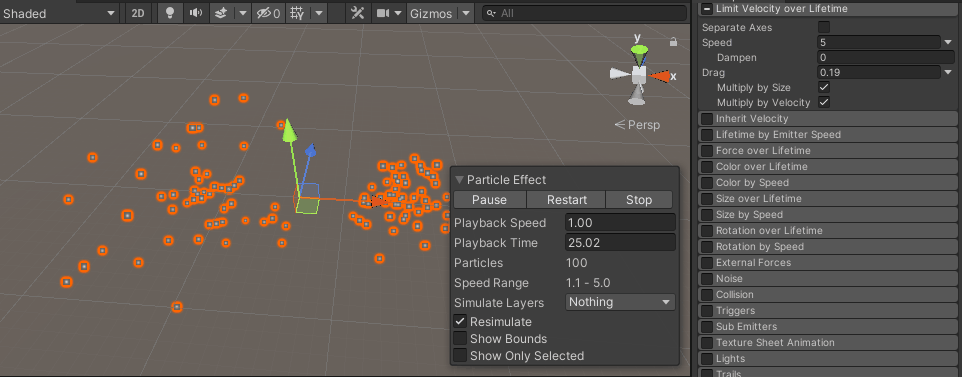 Shaded
2D
0
Gizmos
All
y
x
Persp
Particle Effect
Pause
Restart
Stop
Playback Speed 1.00
Playback Time 25.02
Particles 100
Speed Range 1.1 - 5.0
Simulate Layers Nothing
Resimulate
Show Bounds
Show Only Selected
Limit Velocity over Lifetime
Separate Axes
Speed 5
Dampen 0
Drag 0.19
Multiply by Size
Multiply by Velocity
Inherit Velocity
Lifetime by Emitter Speed
Force over Lifetime
Color over Lifetime
Color by Speed
Size over Lifetime
Size by Speed
Rotation over Lifetime
Rotation by Speed
External Forces
Noise
Collision
Triggers
Sub Emitters
Texture Sheet Animation
Lights
Trails